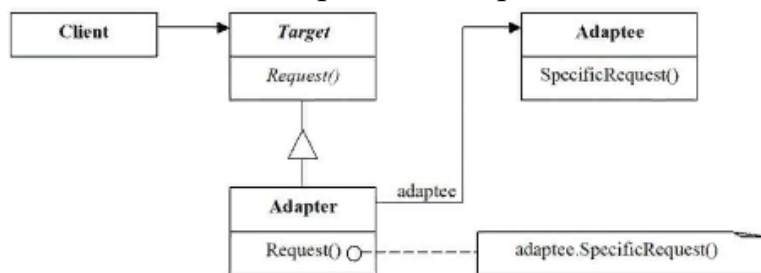 Client
Target
Adaptee
Request()
SpecificRequest()
adaptee
Adapter
Request()
adaptee.SpecificRequest()